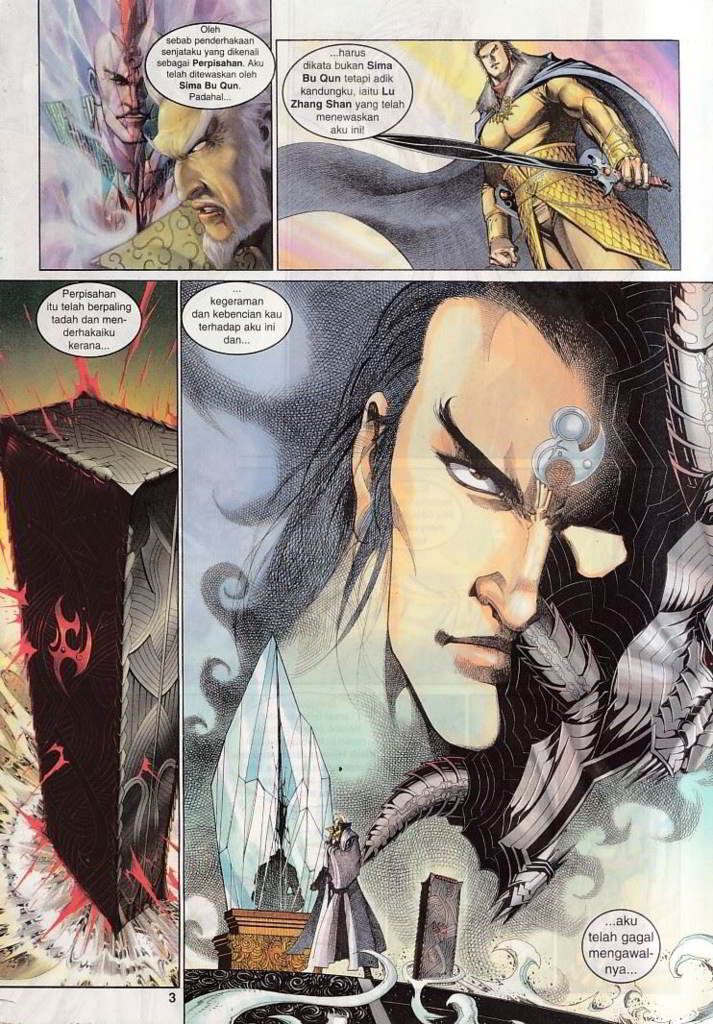 Oleh
sebab penderhakaan
senjataku yang dikenali
sebagai Perpisahan. Aku
telah ditewaskan oleh
Sima Bu Qun.
Padahal...
...harus
dikata bukan Sima
Bu Qun tetapi adik
kandungku, iaitu Lu
Zhang Shan yang telah
menewaskan
aku ini!
Perpisahan
itu telah berpaling
tadah dan men-
derhakaiku
kerana...
...
kegeraman
dan kebencian kau
terhadap aku ini
dan...
...aku
telah gagal
mengawal-
nya...
3